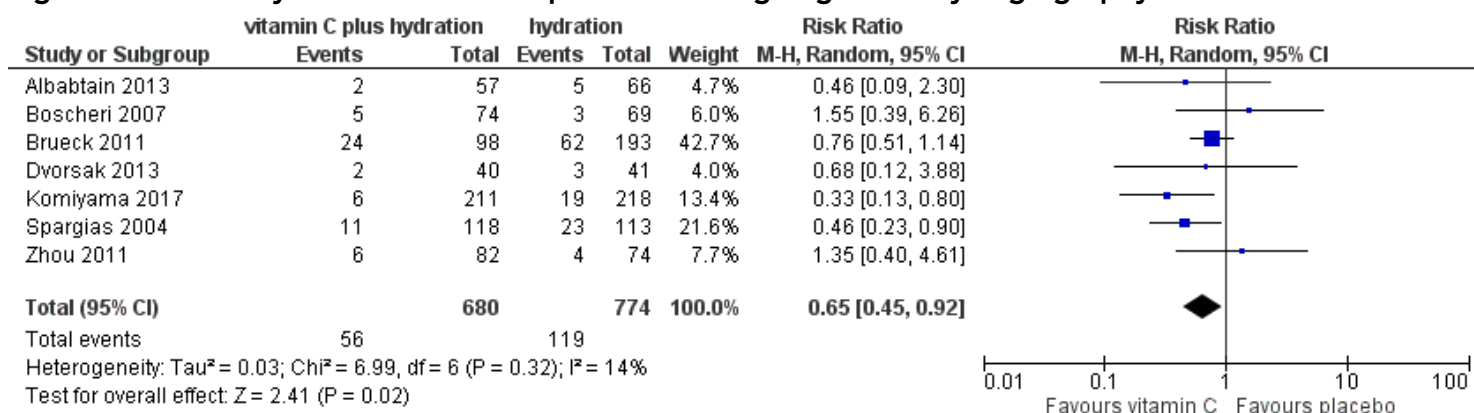 vitamin C plus hydration hydration Risk Ratio Risk Ratio
Study or Subgroup Events Total Events Total Weight M-H, Random, 95% CI M-H, Random, 95% CI
Albabtain 2013 2 57 5 66 4.7% 0.46 [0.09, 2.30]
Boscheri 2007 5 74 3 69 6.0% 1.55 [0.39, 6.26]
Brueck 2011 24 98 62 193 42.7% 0.76 [0.51, 1.14]
Dvorsak 2013 2 40 3 41 4.0% 0.68 [0.12, 3.88]
Komiyama 2017 6 211 19 218 13.4% 0.33 [0.13, 0.80]
Spargias 2004 11 118 23 113 21.6% 0.46 [0.23, 0.90]
Zhou 2011 6 82 4 74 7.7% 1.35 [0.40, 4.61]
Total (95% CI) 680 774 100.0% 0.65 [0.45, 0.92]
Total events 56 119
Heterogeneity: Tau² = 0.03; Chi² = 6.99, df = 6 (P = 0.32); I² = 14%
Test for overall effect: Z = 2.41 (P = 0.02)
0.01 0.1 1 10 100
Favours vitamin C Favours placebo